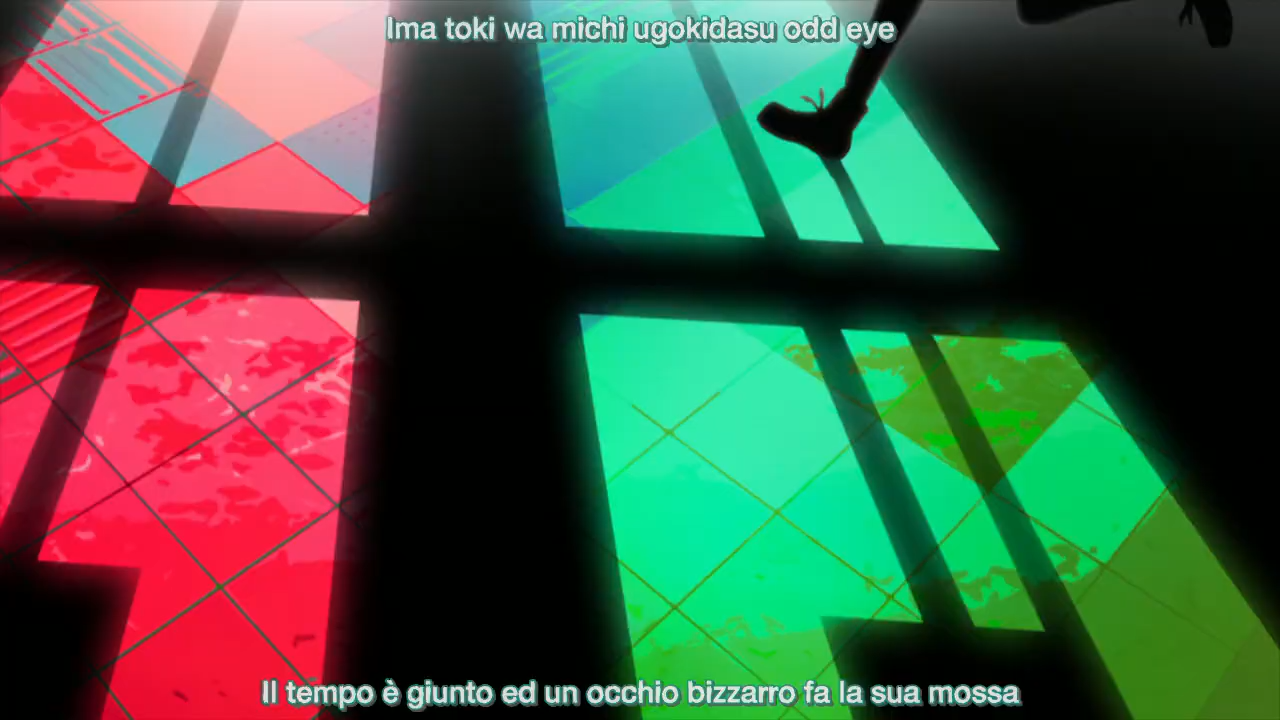 Ima toki wa michi ugokidasu odd eye
Il tempo è giunto ed un occhio bizzarro fa la sua mossa